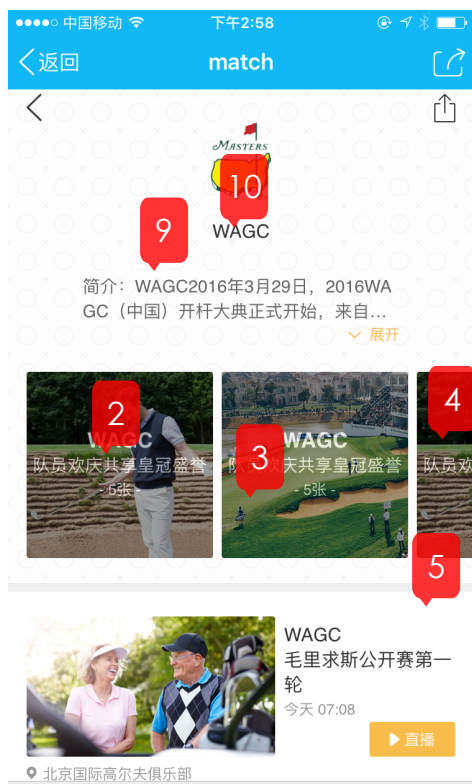 中国移动 下午2:58
返回 match
MASTERS
10
9
WAGC
简介：WAGC2016年3月29日，2016WA
GC（中国）开杆大典正式开始，来自...
展开
2
3
4
WAGC
队员欢庆共享皇冠盛誉
- 5张 -
WAGC
队 天共享皇冠盛誉
- 5张 -
队员欢
5
WAGC
毛里求斯公开赛第一
轮
今天 07:08
直播
北京国际高尔夫俱乐部